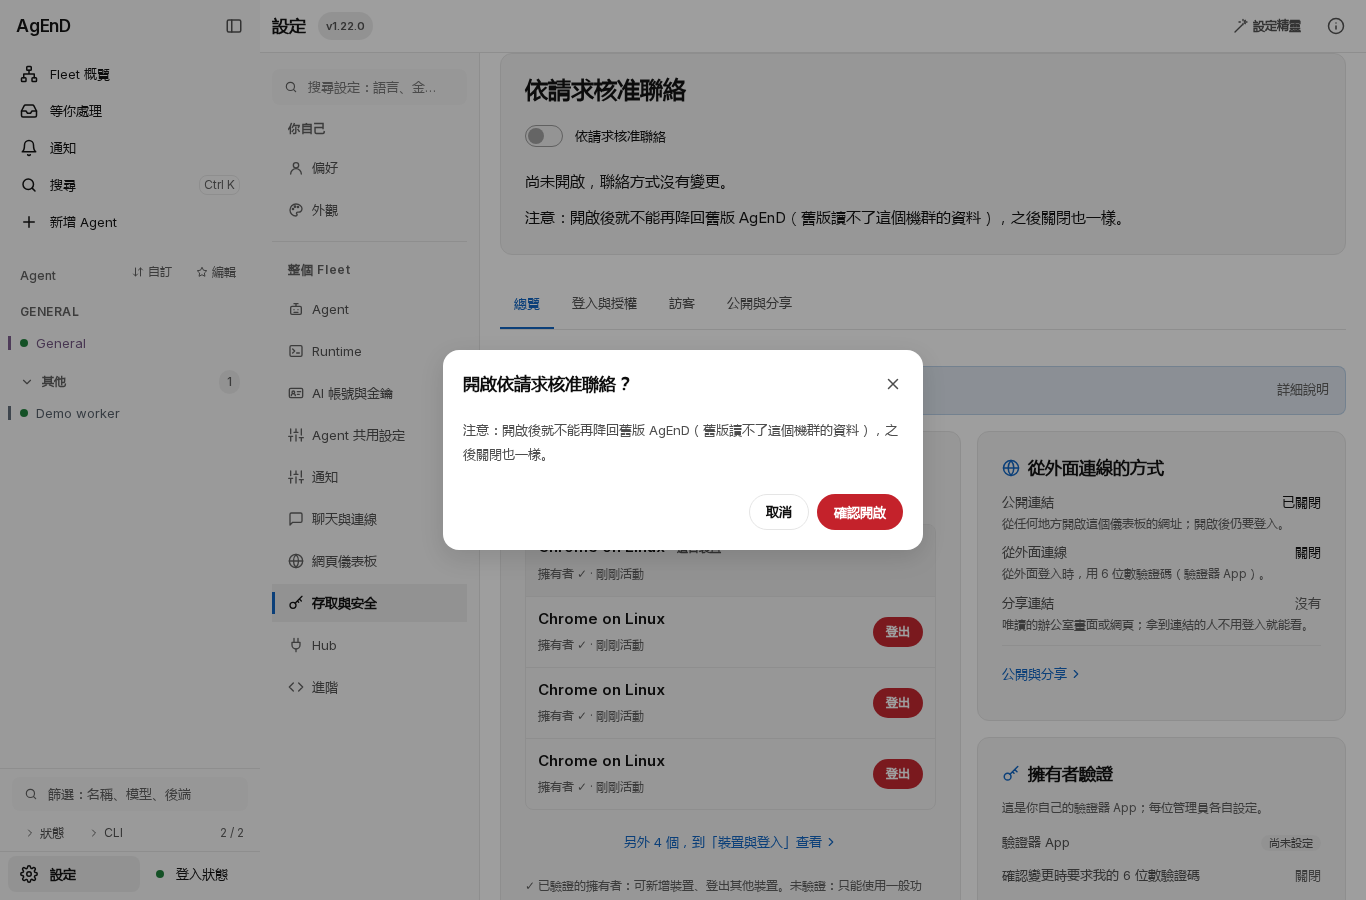 AgEnD
Fleet 概覽
等你處理
通知
搜尋
Ctrl K
新增 Agent
Agent
自訂
編輯
GENERAL
General
其他
1
Demo worker
篩選：名稱、模型、後端
狀態
CLI
2 / 2
設定
登入狀態
設定
v1.22.0
設定精靈
搜尋設定：語言、金…
你自己
偏好
外觀
整個 Fleet
Agent
Runtime
AI 帳號與金鑰
Agent 共用設定
通知
聊天與連線
網頁儀表板
存取與安全
Hub
進階
依請求核准聯絡
依請求核准聯絡
尚未開啟，聯絡方式沒有變更。
注意：開啟後就不能再降回舊版 AgEnD（舊版讀不了這個機群的資料），之後關閉也一樣。
總覽
登入與授權
訪客
公開與分享
詳細說明
開啟依請求核准聯絡？
注意：開啟後就不能再降回舊版 AgEnD（舊版讀不了這個機群的資料），之
後關閉也一樣。
取消
確認開啟
Chrome on Linux
擁有者 ✓ · 剛剛活動
Chrome on Linux
擁有者 ✓ · 剛剛活動
登出
Chrome on Linux
擁有者 ✓ · 剛剛活動
登出
Chrome on Linux
擁有者 ✓ · 剛剛活動
登出
另外 4 個，到「裝置與登入」查看
✓ 已驗證的擁有者：可新增裝置、登出其他裝置。未驗證：只能使用一般功
從外面連線的方式
公開連結
已關閉
從任何地方開啟這個儀表板的網址；開啟後仍要登入。
從外面連線
關閉
從外面登入時，用 6 位數驗證碼（驗證器 App）。
分享連結
沒有
唯讀的辦公室畫面或網頁；拿到連結的人不用登入就能看。
公開與分享
擁有者驗證
這是你自己的驗證器 App；每位管理員各自設定。
驗證器 App
尚未設定
確認變更時要求我的 6 位數驗證碼
關閉